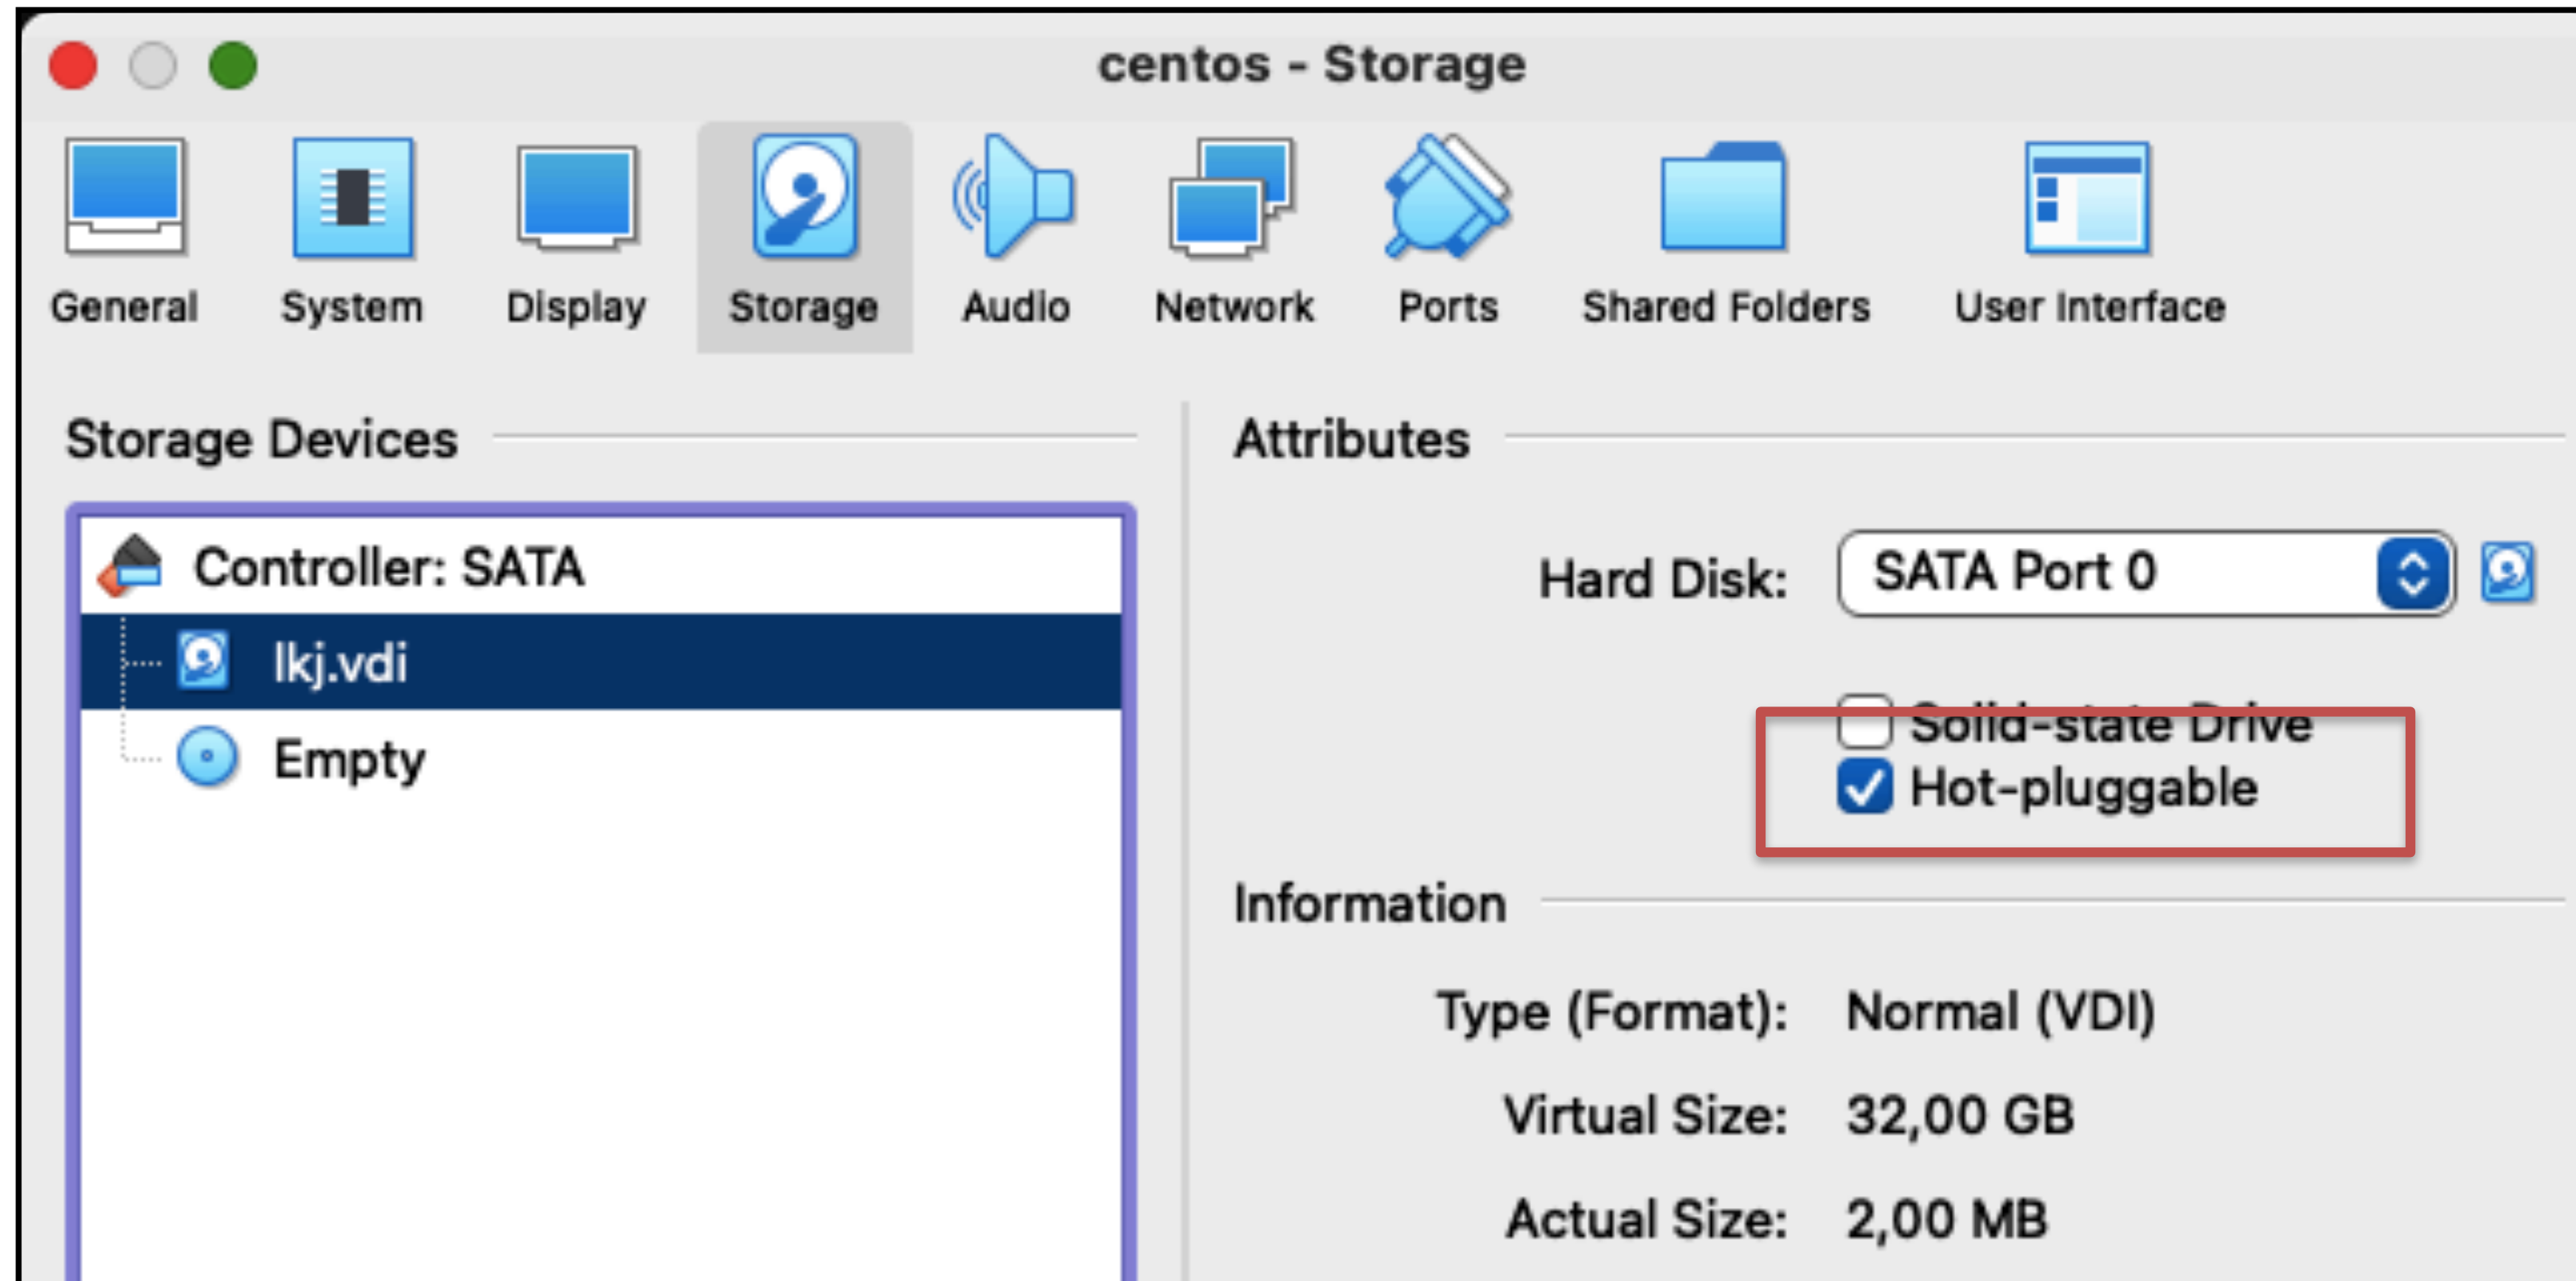 centos - Storage
General System Display Storage Audio Network Ports Shared Folders User Interface
Storage Devices
Controller: SATA
lkj.vdi
Empty
Attributes
Hard Disk: SATA Port 0
Solid-state Drive
Hot-pluggable
Information
Type (Format): Normal (VDI)
Virtual Size: 32,00 GB
Actual Size: 2,00 MB